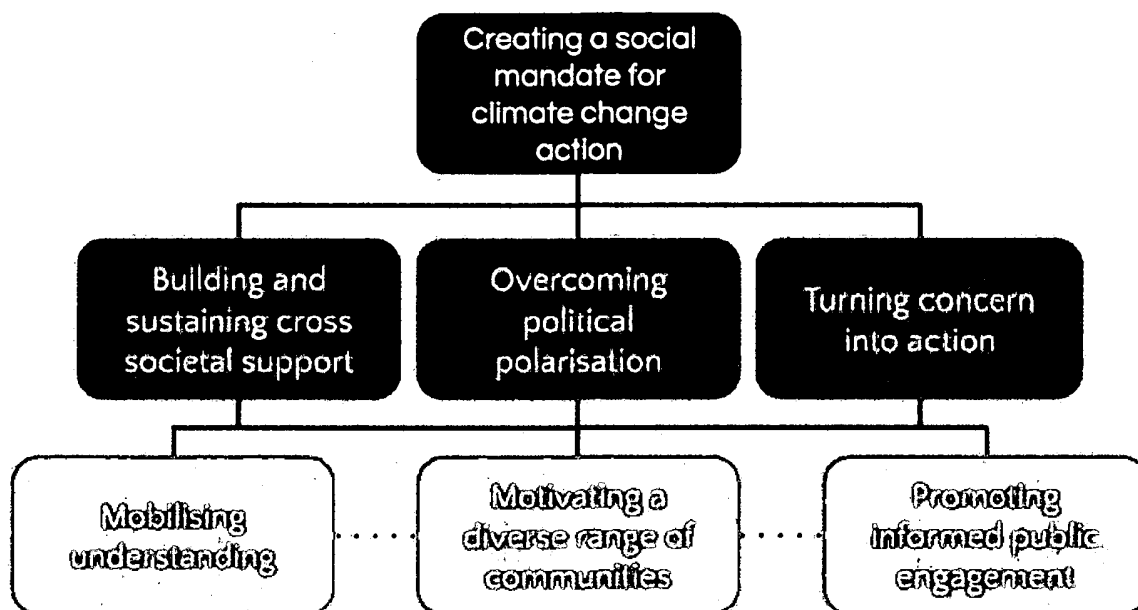 Creating a social
mandate for
climate change
action
Building and
sustaining cross
societal support
Overcoming
political
polarisation
Turning concern
into action
Mobilising
understanding
Motivating a
diverse range of
communities
Promoting
informed public
engagement